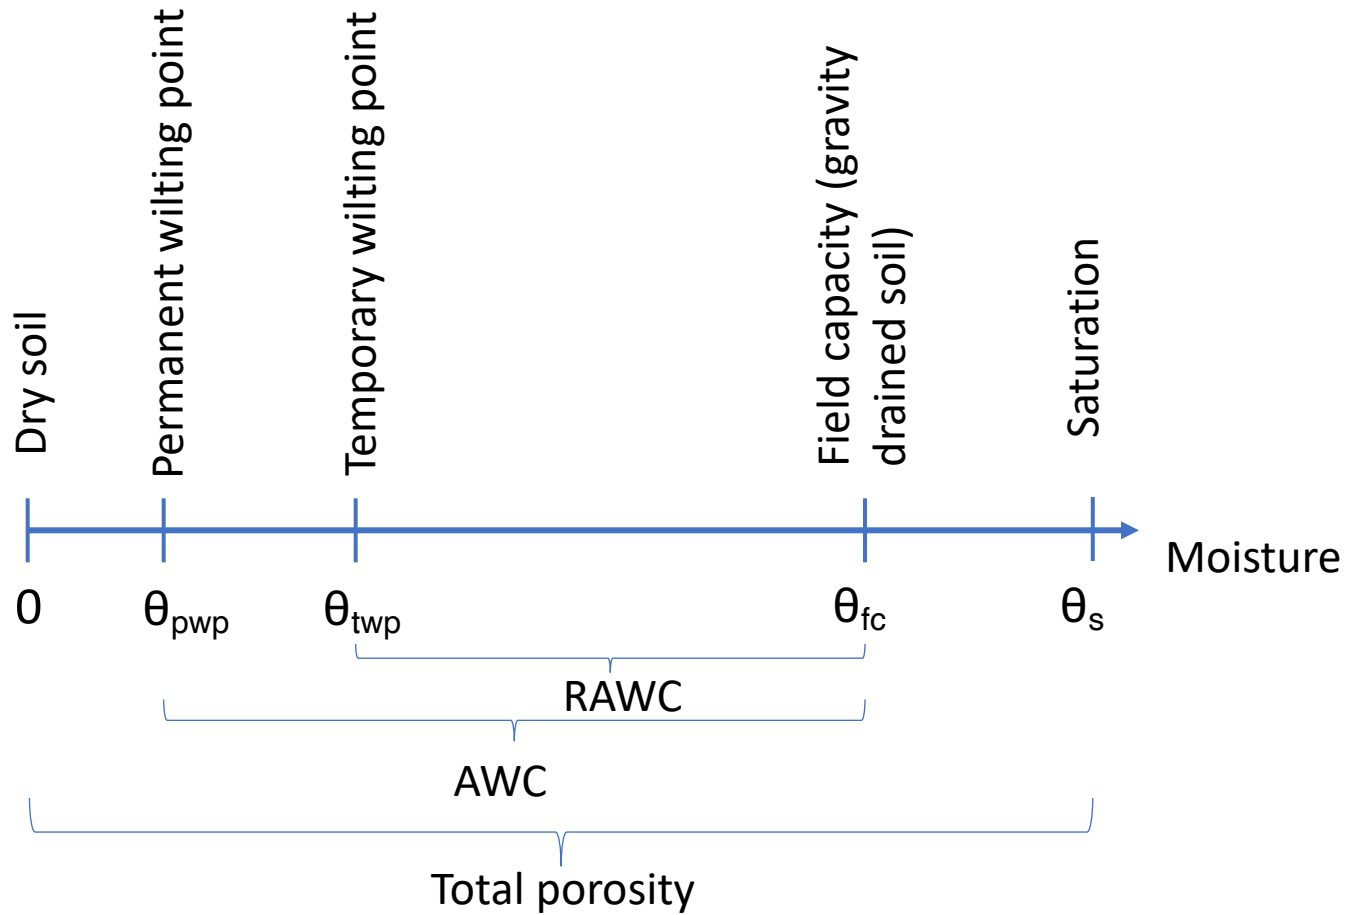 Dry soil
Permanent wilting point
Temporary wilting point
Field capacity (gravity
drained soil)
Saturation
Moisture
0
θpwp
θtwp
θfc
θs
RAWC
AWC
Total porosity